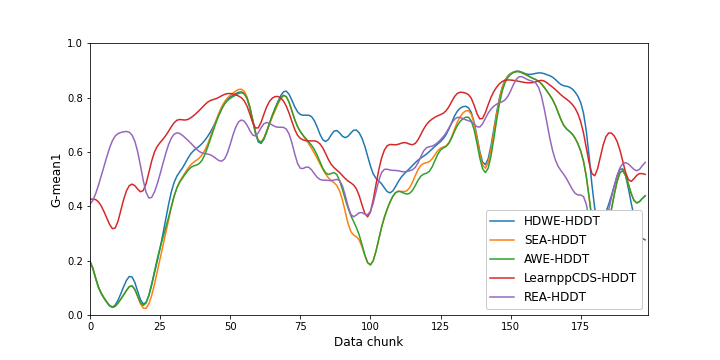 1.0
0.8
0.6
0.4
0.2
0.0
G-mean1
0 25 50 75 100 125 150 175
Data chunk
HDWE-HDDT
SEA-HDDT
AWE-HDDT
LearnppCDS-HDDT
REA-HDDT